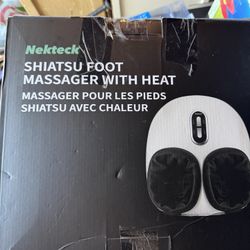 Nekteck
SHIATSU FOOT
MASSAGER WITH HEAT
MASSAGER POUR LES PIEDS
SHIATSU AVEC CHALEUR